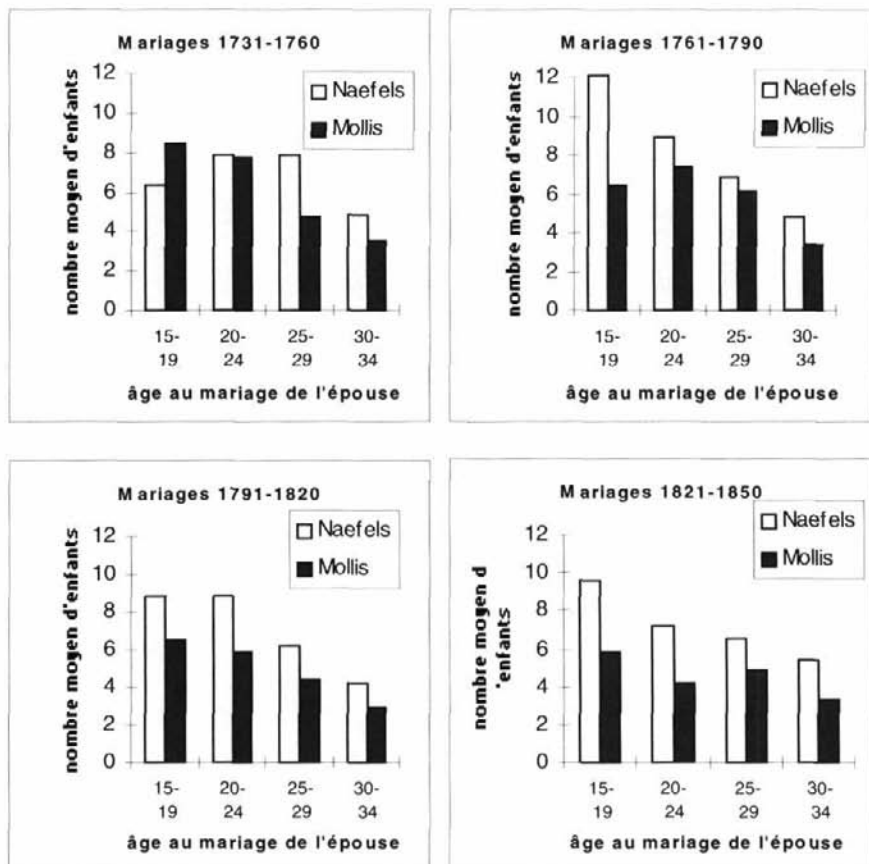 Mariages 1731-1760
12
10
8
6
4
2
0
Naefels
Mollis
nombre moyen d'enfants
15-
19
20-
24
25-
29
30-
34
âge au mariage de l'épouse
Mariages 1761-1790
12
10
8
6
4
2
0
Naefels
Mollis
nombre moyen d'enfants
15-
19
20-
24
25-
29
30-
34
âge au mariage de l'épouse
Mariages 1791-1820
12
10
8
6
4
2
0
Naefels
Mollis
nombre moyen d'enfants
15-
19
20-
24
25-
29
30-
34
âge au mariage de l'épouse
Mariages 1821-1850
12
10
8
6
4
2
0
Naefels
Mollis
nombre moyen d
'enfants
15-
19
20-
24
25-
29
30-
34
âge au mariage de l'épouse